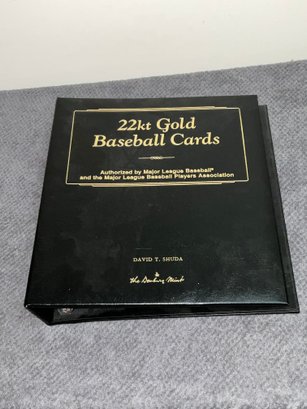 22kt Gold
Baseball Cards
Authorized by Major League Baseball®
and the Major League Baseball Players Association
DAVID T. SHUDA
the Danbury Mint